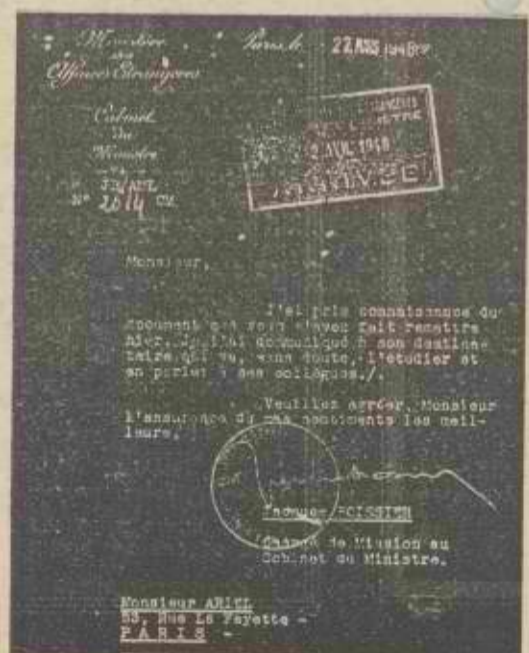 Ministère
des
Affaires Etrangères
Paris, le
Cabinet
du
Ministre
N° 2014 CM
Monsieur,
J'ai pris connaissance du
document que vous m'avez fait remettre
hier. Je l'ai communiqué à son destina-
taire qui va, sans doute, l'étudier et
en parler à ses collègues./.
Veuillez agréer, Monsieur
l'assurance de mes sentiments les meil-
leurs.
Jacques BOISSIER
Chargé de Mission au
Cabinet du Ministre.
Monsieur ARIEL
53, Rue La Fayette -
PARIS -